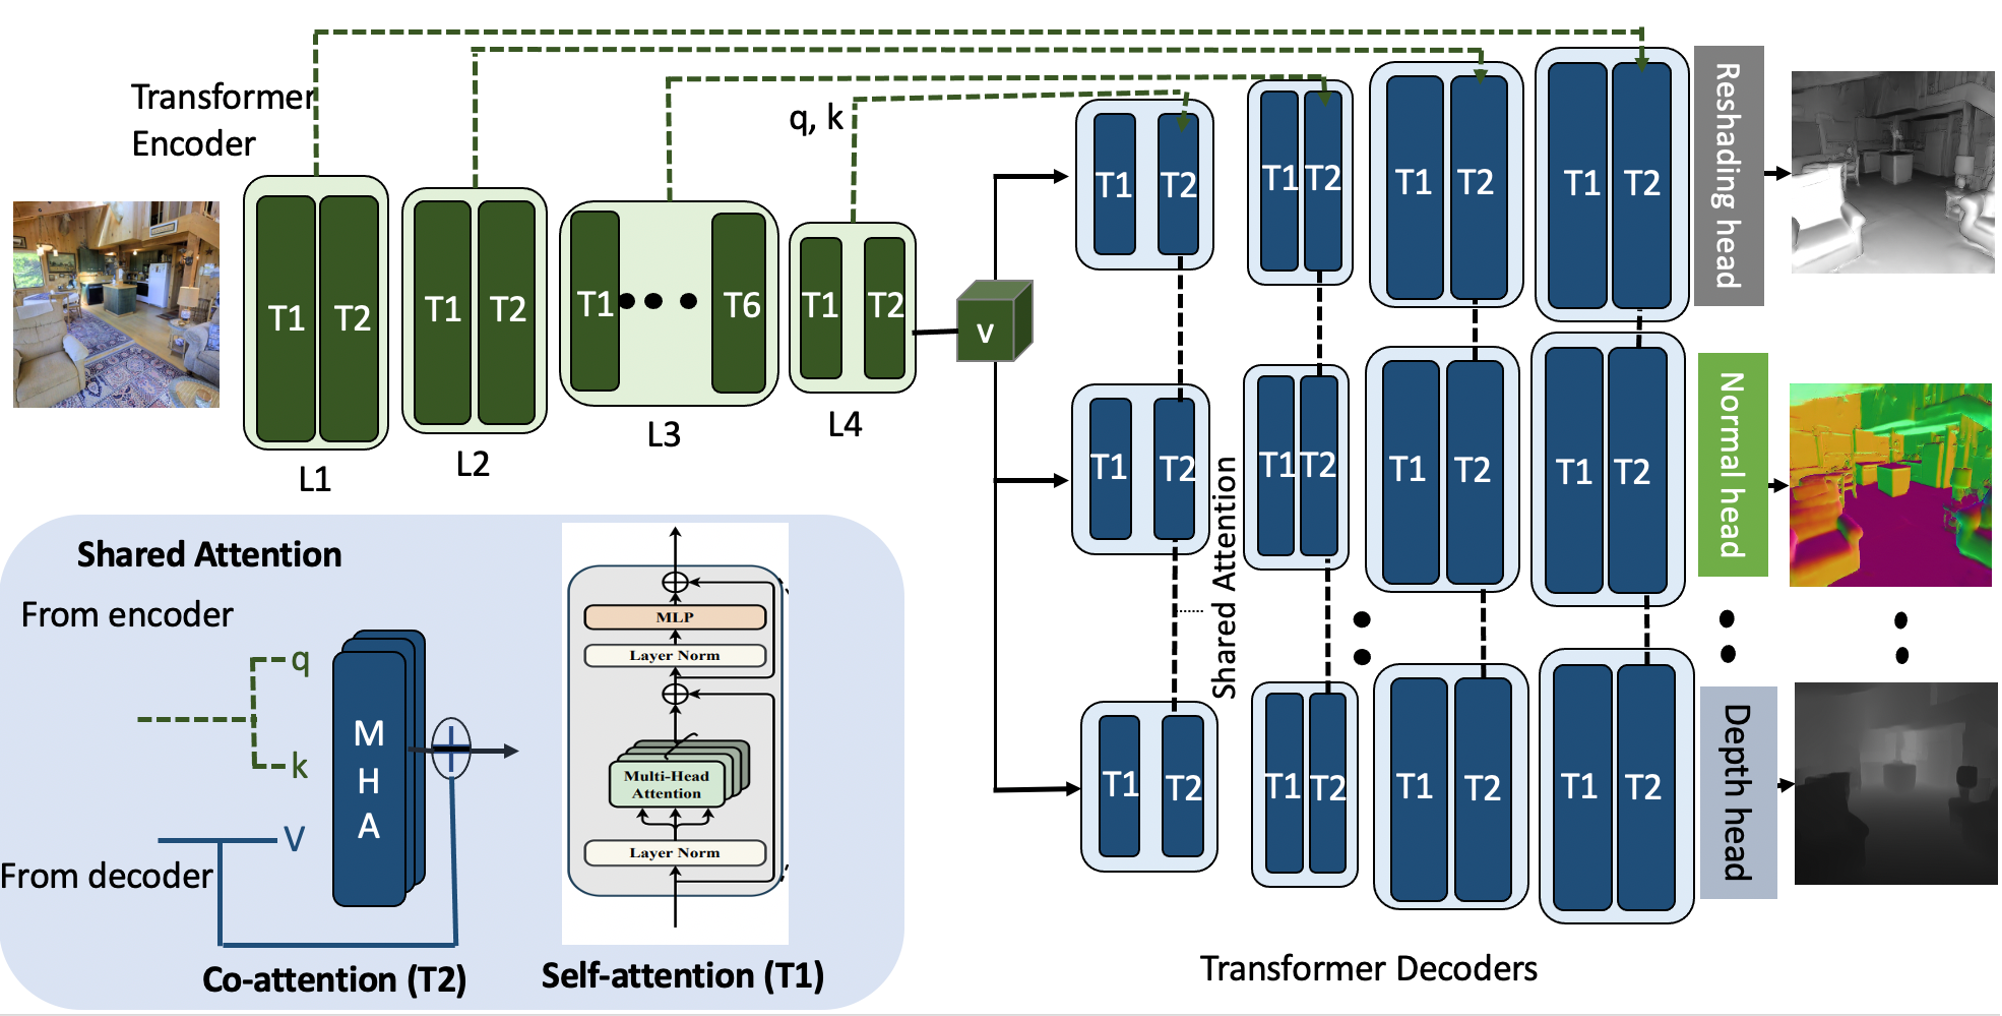 Transformer
Encoder
q, k
T1 T2
T1 T2
T1 T6
T1 T2
L1
L2
L3
L4
v
T1 T2
T1 T2
T1 T2
T1 T2
Reshading head
T1 T2
T1 T2
T1 T2
T1 T2
Normal head
Shared Attention
T1 T2
T1 T2
T1 T2
T1 T2
Depth head
Transformer Decoders
Shared Attention
From encoder
q
k
V
From decoder
M
H
A
Co-attention (T2)
MLP
Layer Norm
Multi-Head
Attention
Layer Norm
Self-attention (T1)